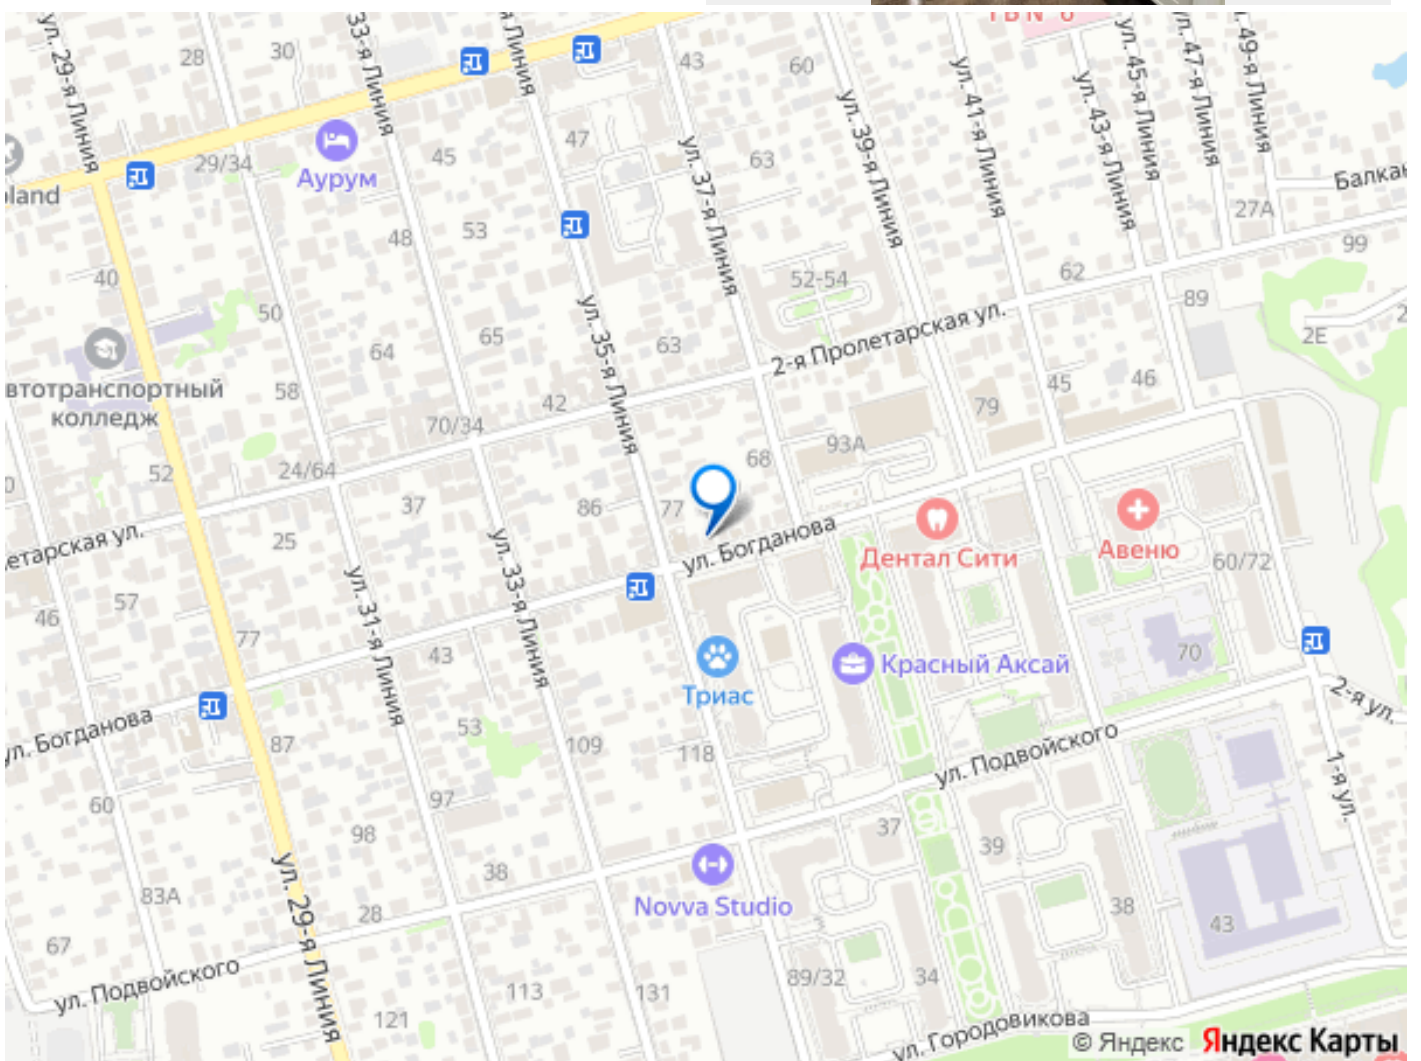 ул. 29-я Линия
28
30
33-я Линия
Линия
43
60
ул. 41-я Линия
ул. 43-я Линия
ул. 45-я Линия
ул. 47-я Линия
49-я Линия
29/34
Аурум
45
47
ул. 37-я Линия
63
ул. 39-я Линия
27А
Балкан
land
40
48
53
52-54
62
99
50
65
64
ул. 35-я Линия
63
2-я Пролетарская ул.
89
2Е
втотранспортный
колледж
58
42
70/34
79
45
46
52
24/64
37
86
77
68
93А
25
етарская ул.
ул. Богданова
Дентал Сити
Авеню
60/72
46
57
77
ул. 31-я Линия
ул. 33-я Линия
43
Триас
Красный Аксай
70
2-я ул.
ул. Богданова
87
53
109
118
ул. Подвойского
1-я ул.
60
97
98
37
39
83А
38
28
ул. 29-я Линия
Novva Studio
38
43
67
ул. Подвойского
113
131
89/32
34
121
ул. Городовикова
© Яндекс Яндекс Карты